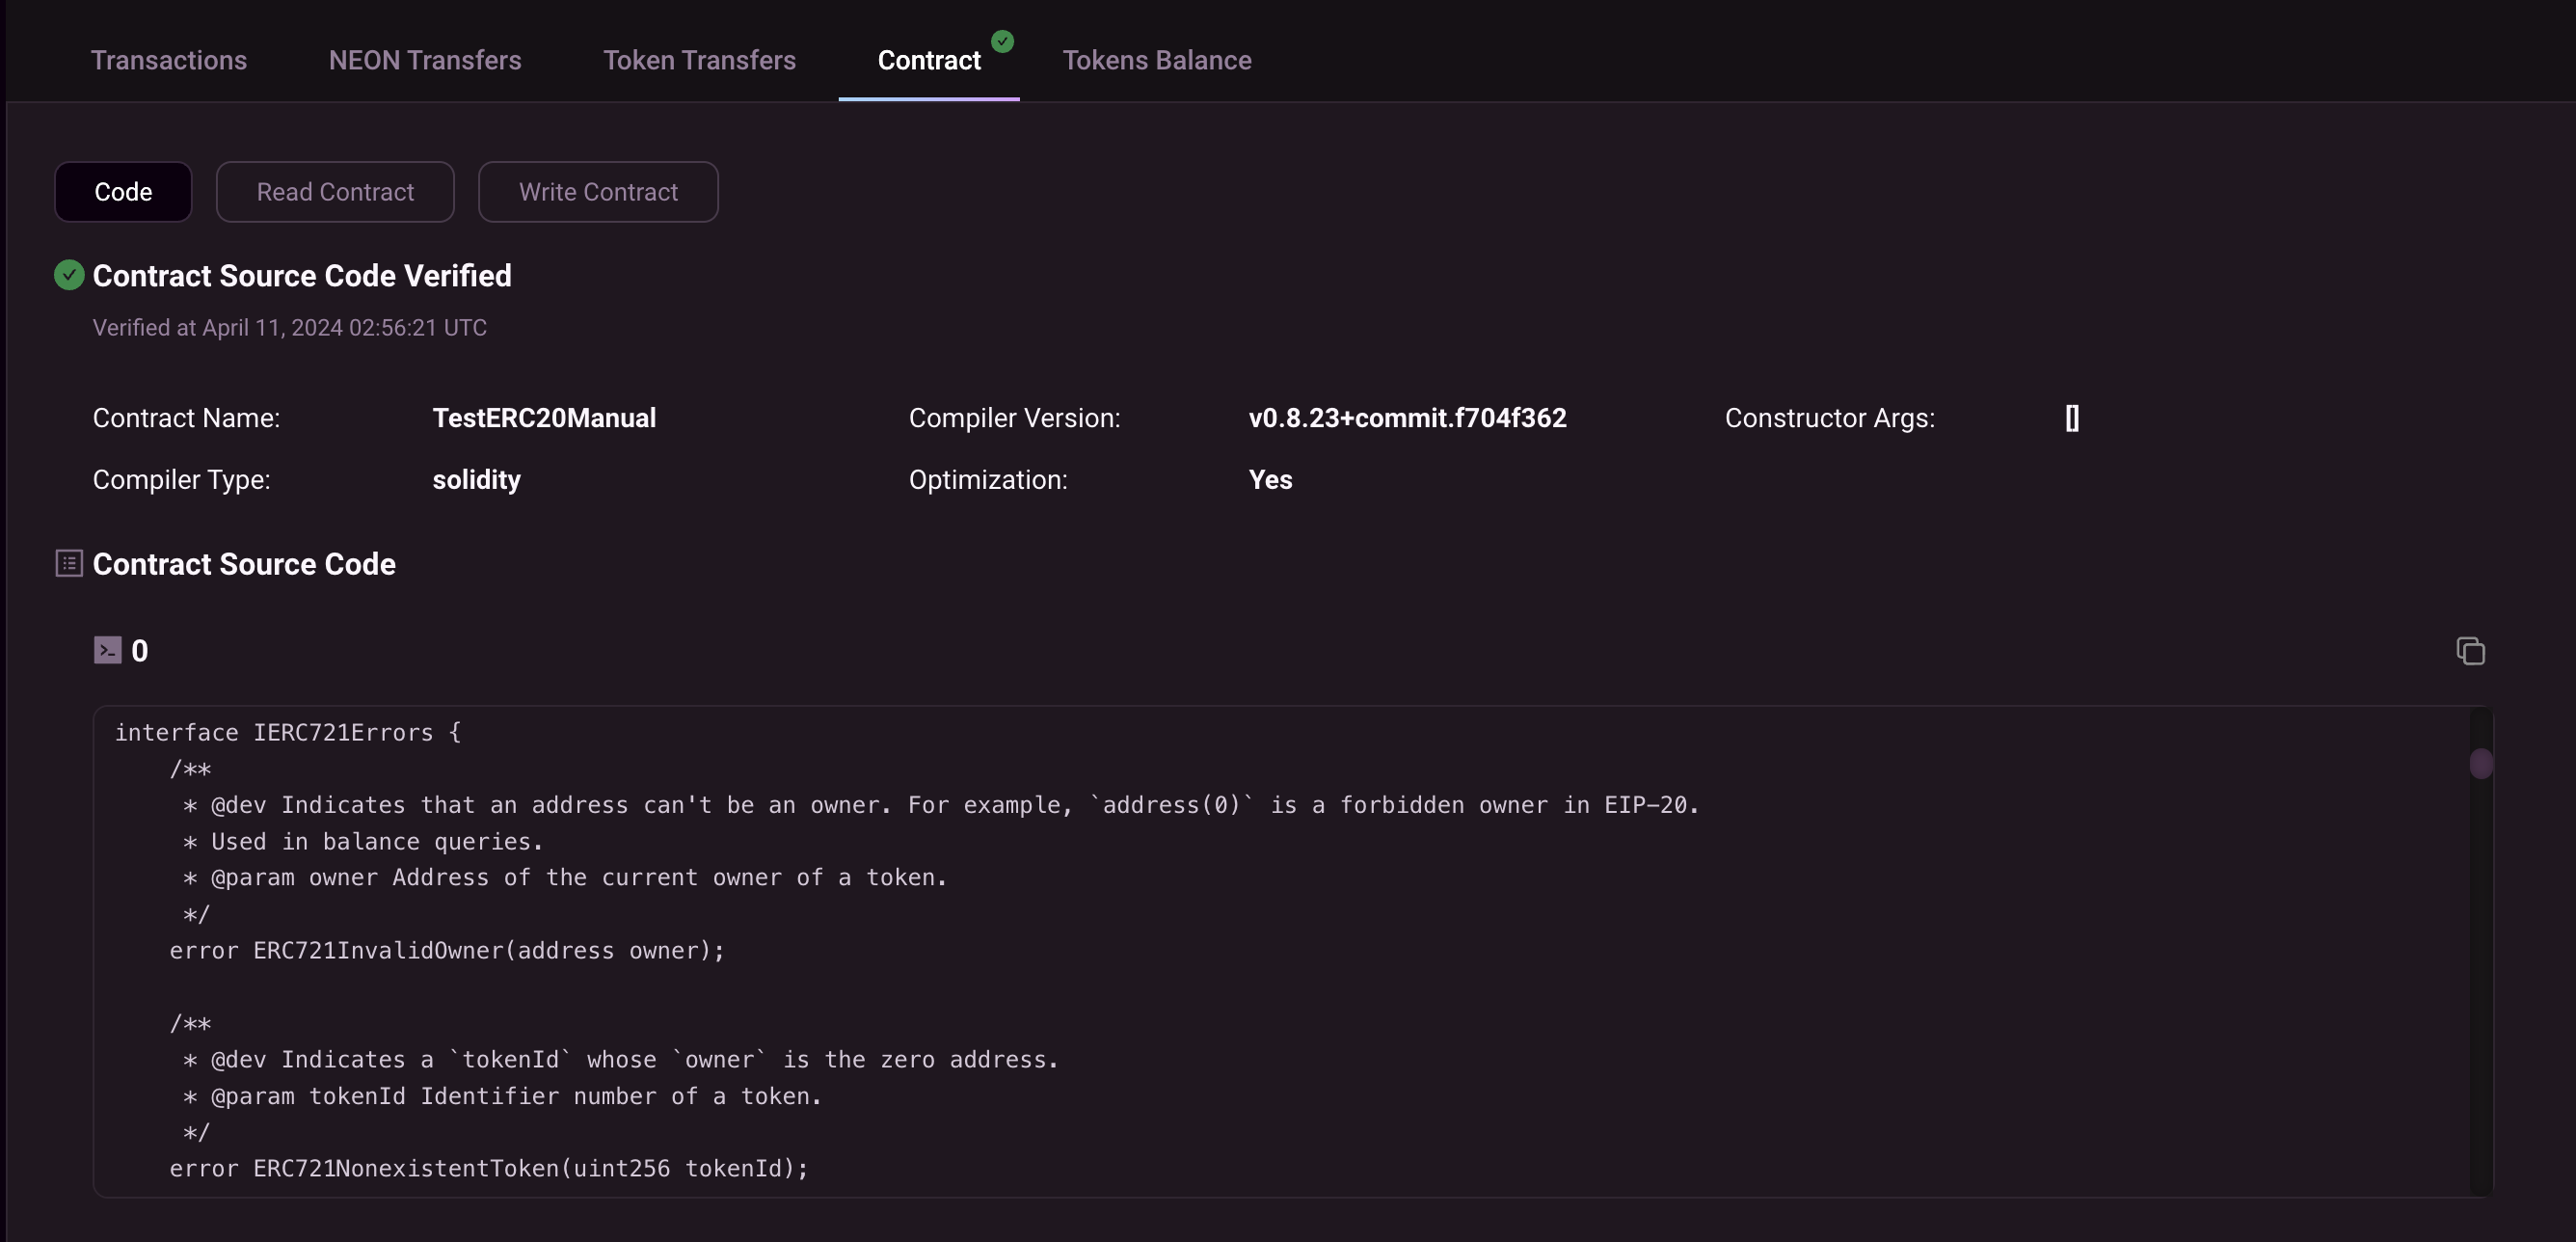 Transactions NEON Transfers Token Transfers Contract Tokens Balance
Code Read Contract Write Contract
Contract Source Code Verified
Verified at April 11, 2024 02:56:21 UTC
Contract Name: TestERC20Manual Compiler Version: v0.8.23+commit.f704f362 Constructor Args: []
Compiler Type: solidity Optimization: Yes
Contract Source Code
>_ 0
interface IERC721Errors {
    /**
     * @dev Indicates that an address can't be an owner. For example, `address(0)` is a forbidden owner in EIP-20.
     * Used in balance queries.
     * @param owner Address of the current owner of a token.
     */
    error ERC721InvalidOwner(address owner);
    /**
     * @dev Indicates a `tokenId` whose `owner` is the zero address.
     * @param tokenId Identifier number of a token.
     */
    error ERC721NonexistentToken(uint256 tokenId);